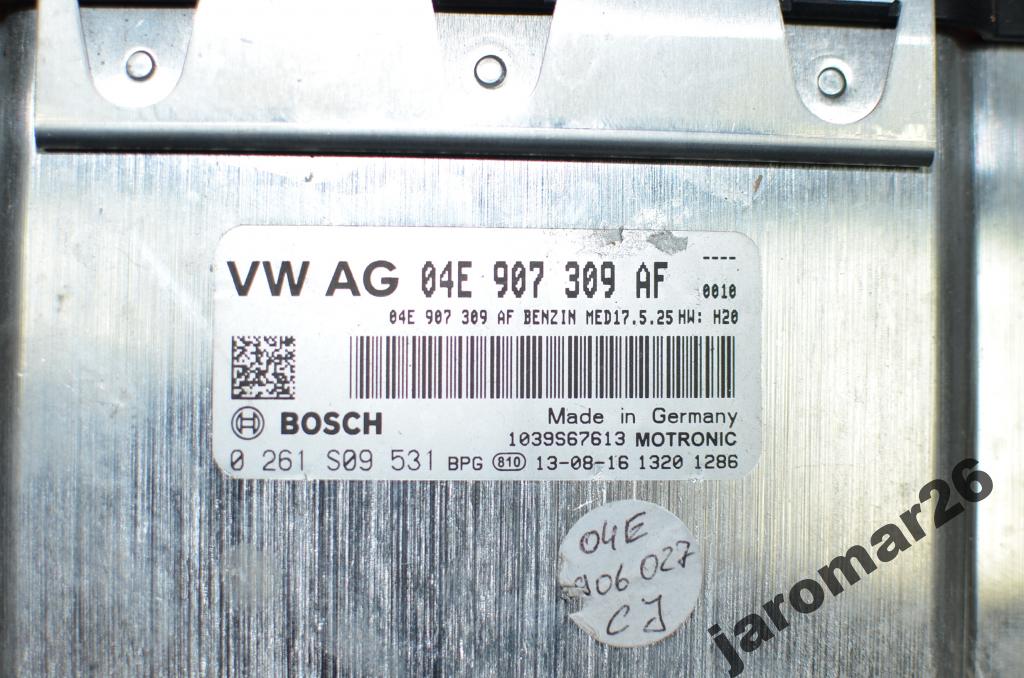 VW AG 04E 907 309 AF ----
0010
04E 907 309 AF BENZIN MED17.5.25 HW: H20
BOSCH
Made in Germany
1039S67613 MOTRONIC
0 261 S09 531 BPG 810 13-08-16 1320 1286
04E
906 027
CJ
jaromar26